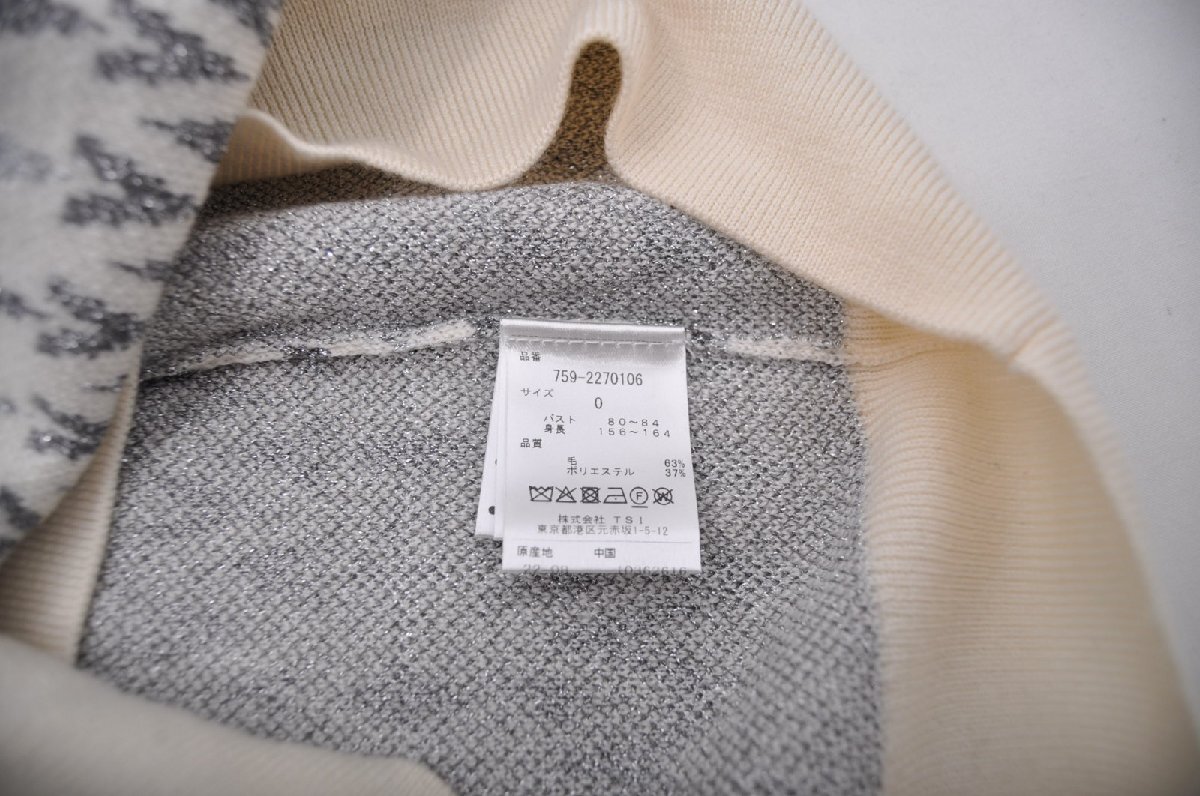 品番
759-2270106
サイズ
0
バスト 80~84
身長 156~164
品質
毛 63%
ポリエステル 37%
F
株式会社 TSI
東京都港区元赤坂1-5-12
原産地 中国